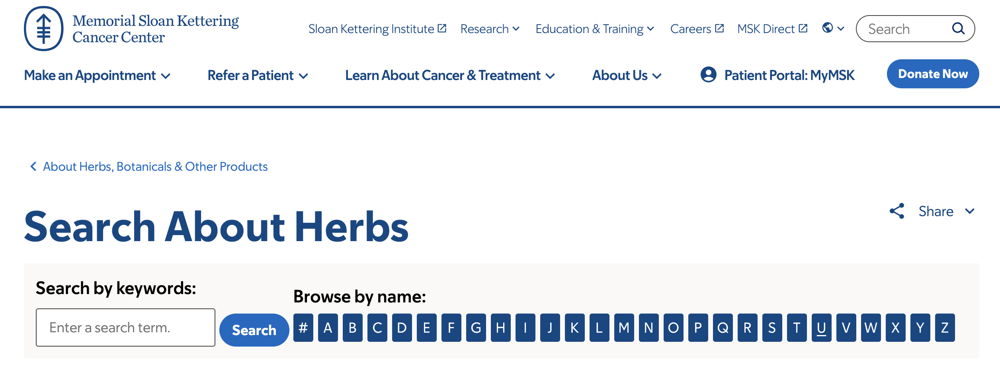 Memorial Sloan Kettering
Cancer Center
Sloan Kettering Institute
Research
Education & Training
Careers
MSK Direct
Search
Make an Appointment
Refer a Patient
Learn About Cancer & Treatment
About Us
Patient Portal: MyMSK
Donate Now
About Herbs, Botanicals & Other Products
Search About Herbs
Share
Search by keywords:
Enter a search term.
Search
Browse by name:
# A B C D E F G H I J K L M N O P Q R S T U V W X Y Z